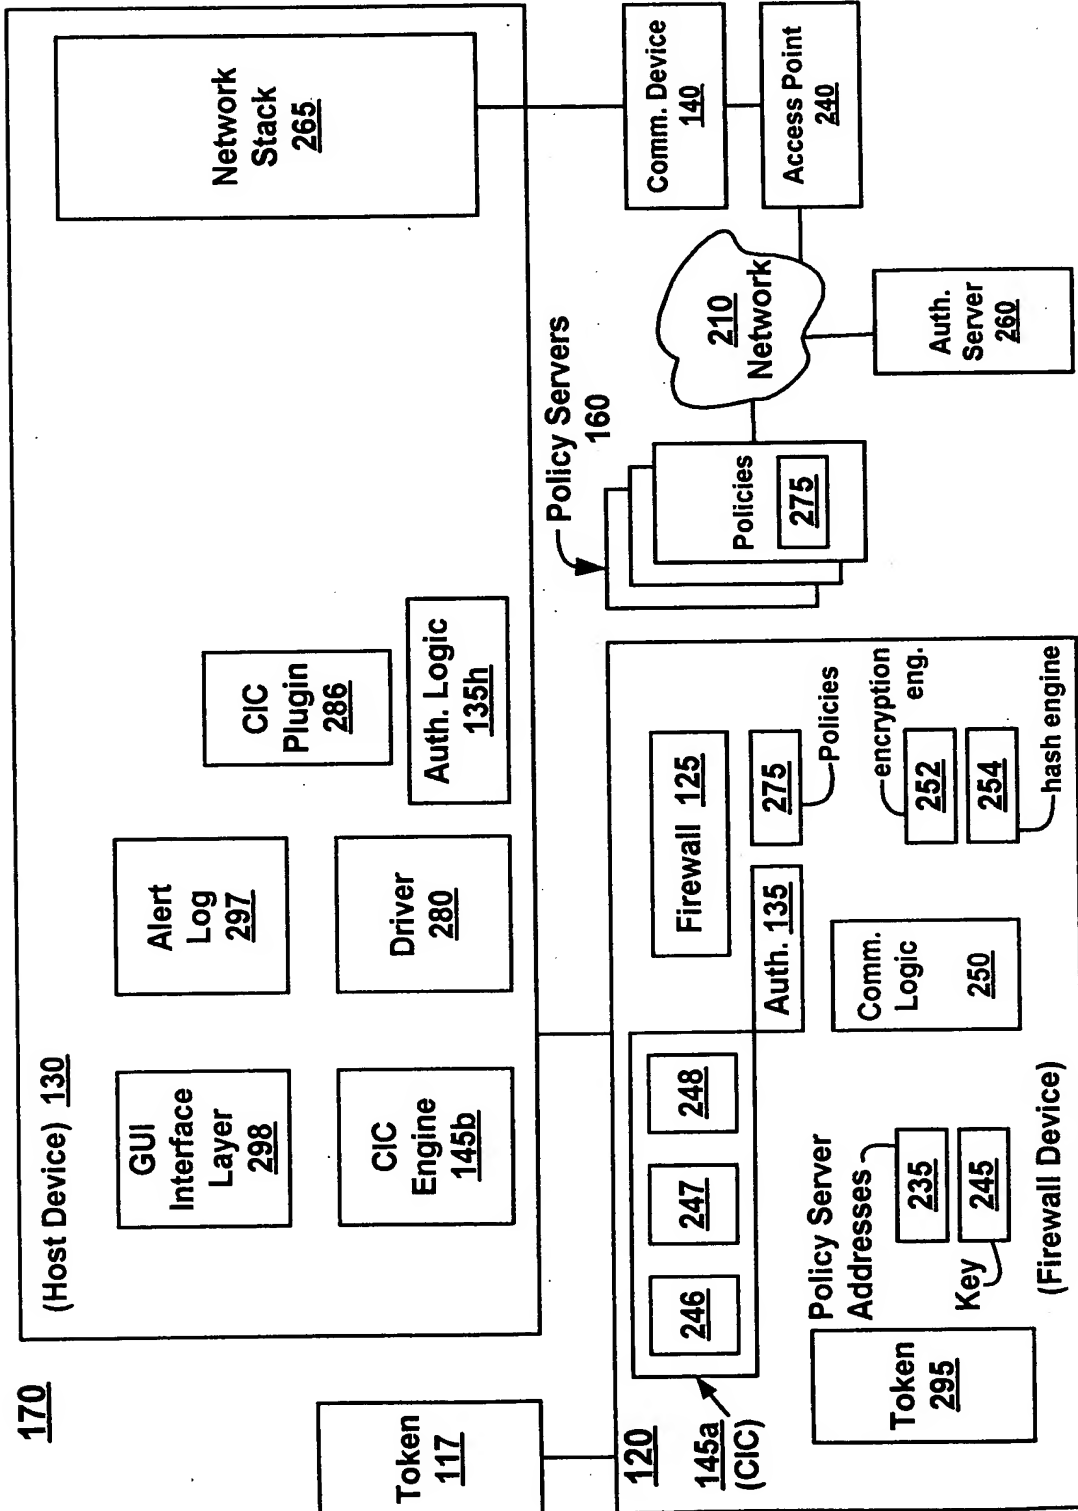 170
(Host Device) 130
GUI
Interface
Layer
298
Alert
Log
297
CIC
Plugin
286
Network
Stack
265
CIC
Engine
145b
Driver
280
Auth. Logic
135h
Token
117
120
145a
(CIC)
246
247
248
Auth. 135
Firewall 125
275
Policies
Policy Server
Addresses
235
245
Key
Comm.
Logic
250
encryption
eng.
252
254
hash engine
Token
295
(Firewall Device)
Policy Servers
160
Policies
275
210
Network
Comm. Device
140
Access Point
240
Auth.
Server
260